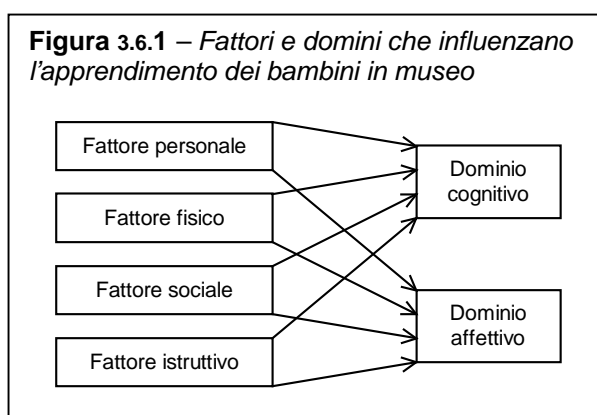 Figura 3.6.1 – Fattori e domini che influenzano
l'apprendimento dei bambini in museo
Fattore personale
Fattore fisico
Fattore sociale
Fattore istruttivo
Dominio
cognitivo
Dominio
affettivo